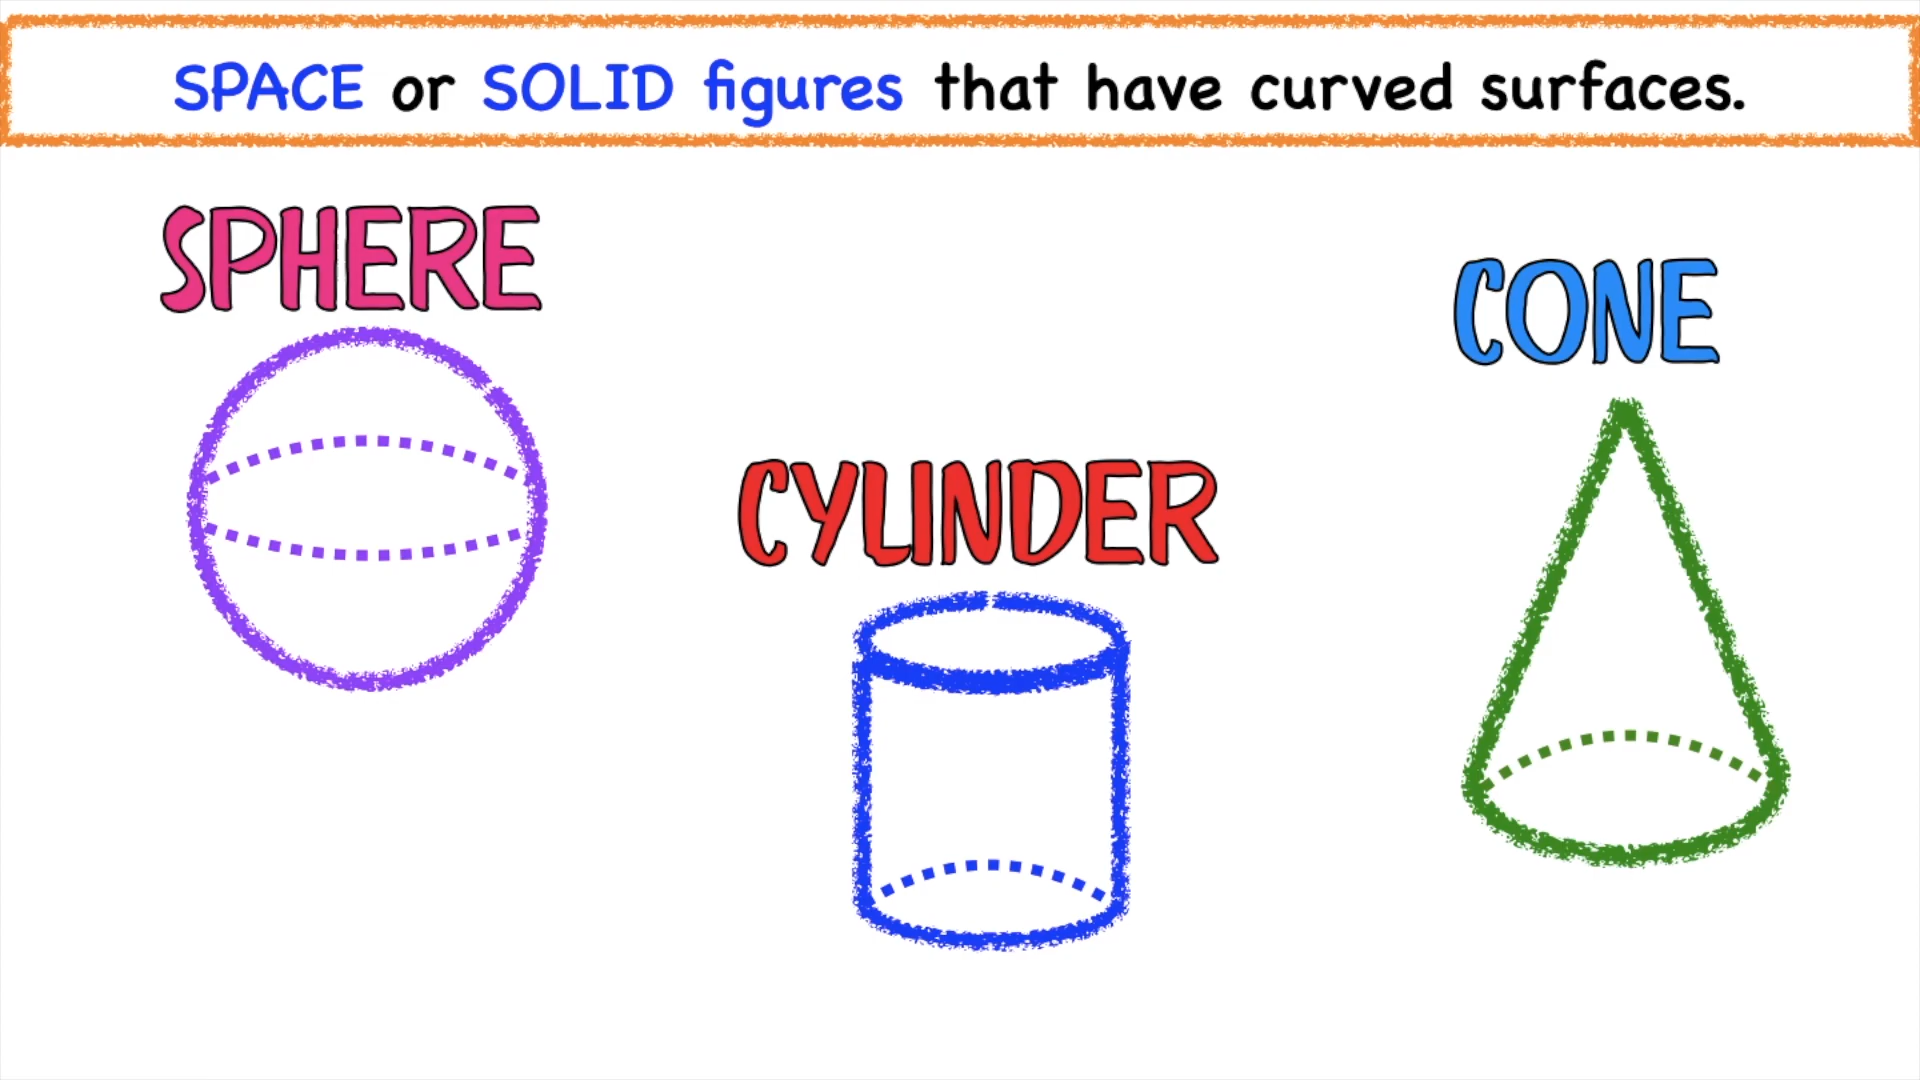 SPACE or SOLID figures that have curved surfaces.
SPHERE
CONE
CYLINDER